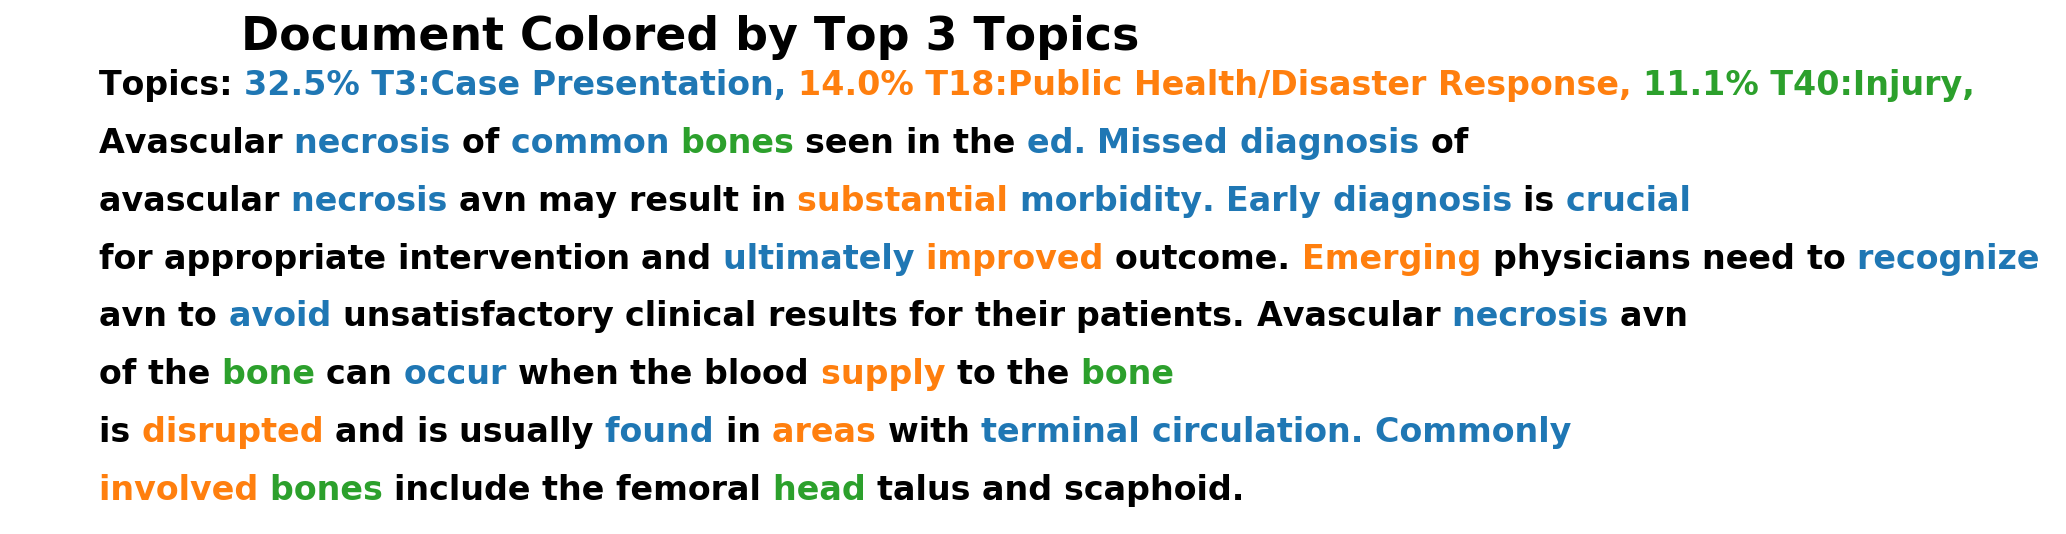 Document Colored by Top 3 Topics
Topics: 32.5% T3:Case Presentation, 14.0% T18:Public Health/Disaster Response, 11.1% T40:Injury,
Avascular necrosis of common bones seen in the ed. Missed diagnosis of
avascular necrosis avn may result in substantial morbidity. Early diagnosis is crucial
for appropriate intervention and ultimately improved outcome. Emerging physicians need to recognize
avn to avoid unsatisfactory clinical results for their patients. Avascular necrosis avn
of the bone can occur when the blood supply to the bone
is disrupted and is usually found in areas with terminal circulation. Commonly
involved bones include the femoral head talus and scaphoid.